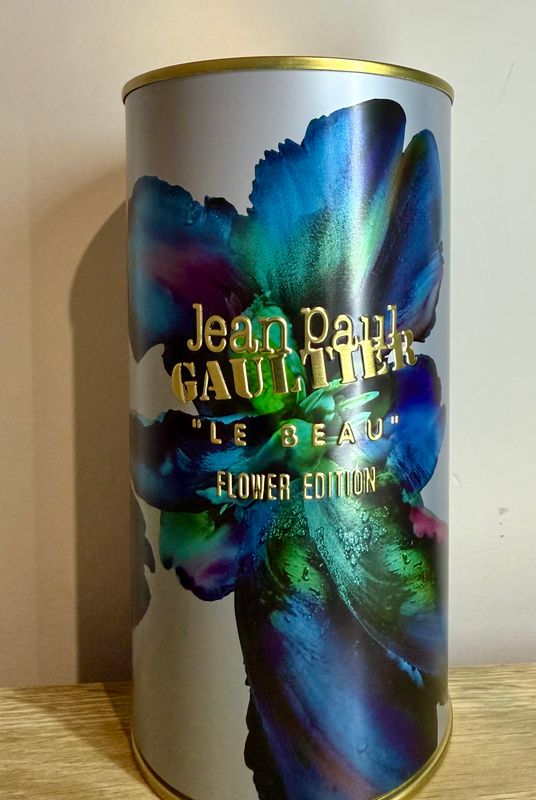 Jean Paul
GAULTIER
"LE BEAU"
FLOWER EDITION